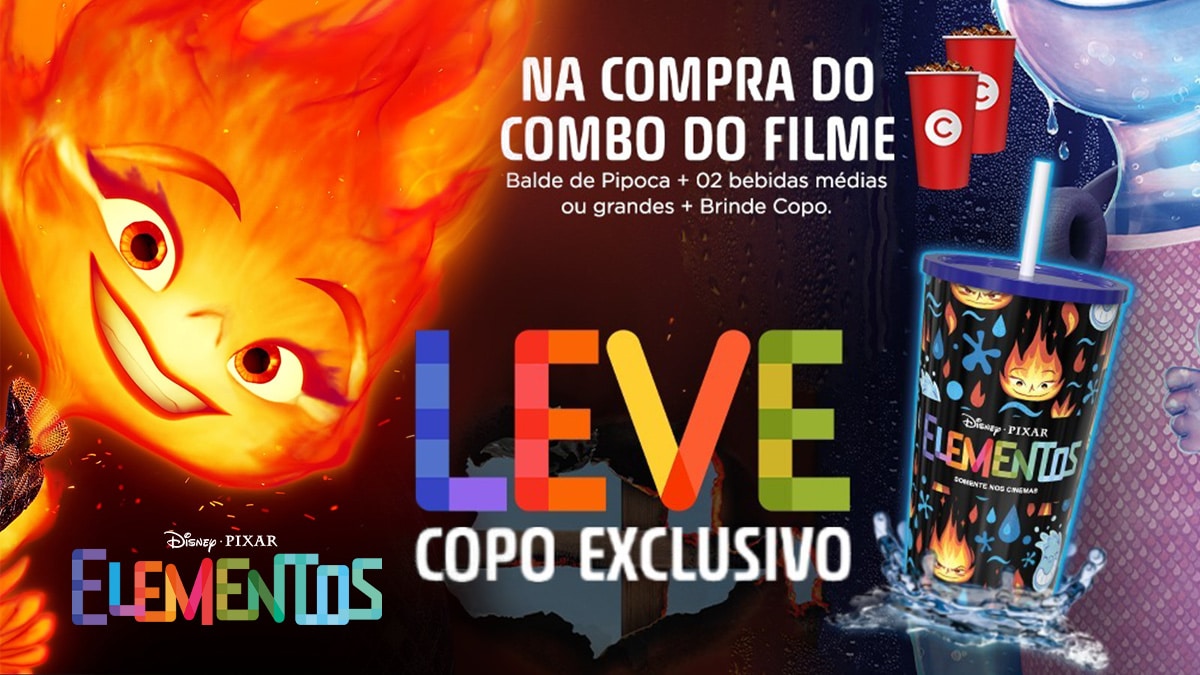 NA COMPRA DO
COMBO DO FILME
Balde de Pipoca + 02 bebidas médias
ou grandes + Brinde Copo.
C
C
LEVE
COPO EXCLUSIVO
Disney · PIXAR
ELEMENTOS
Disney · PIXAR
ELEMENTOS
SOMENTE NOS CINEMAS